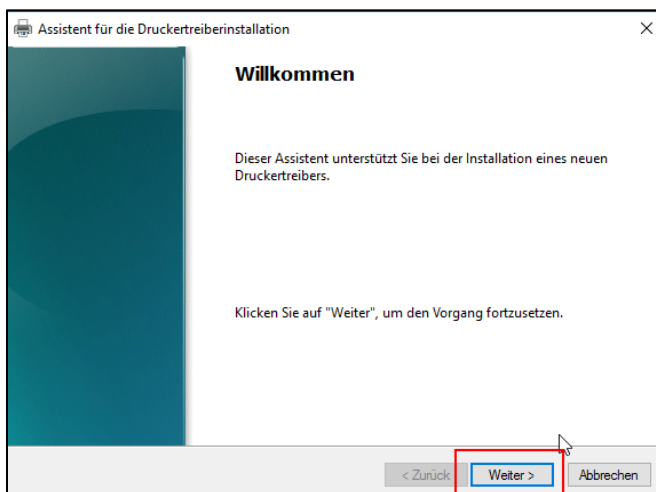 Assistent für die Druckertreiberinstallation
Willkommen
Dieser Assistent unterstützt Sie bei der Installation eines neuen
Druckertreibers.
Klicken Sie auf "Weiter", um den Vorgang fortzusetzen.
< Zurück Weiter > Abbrechen